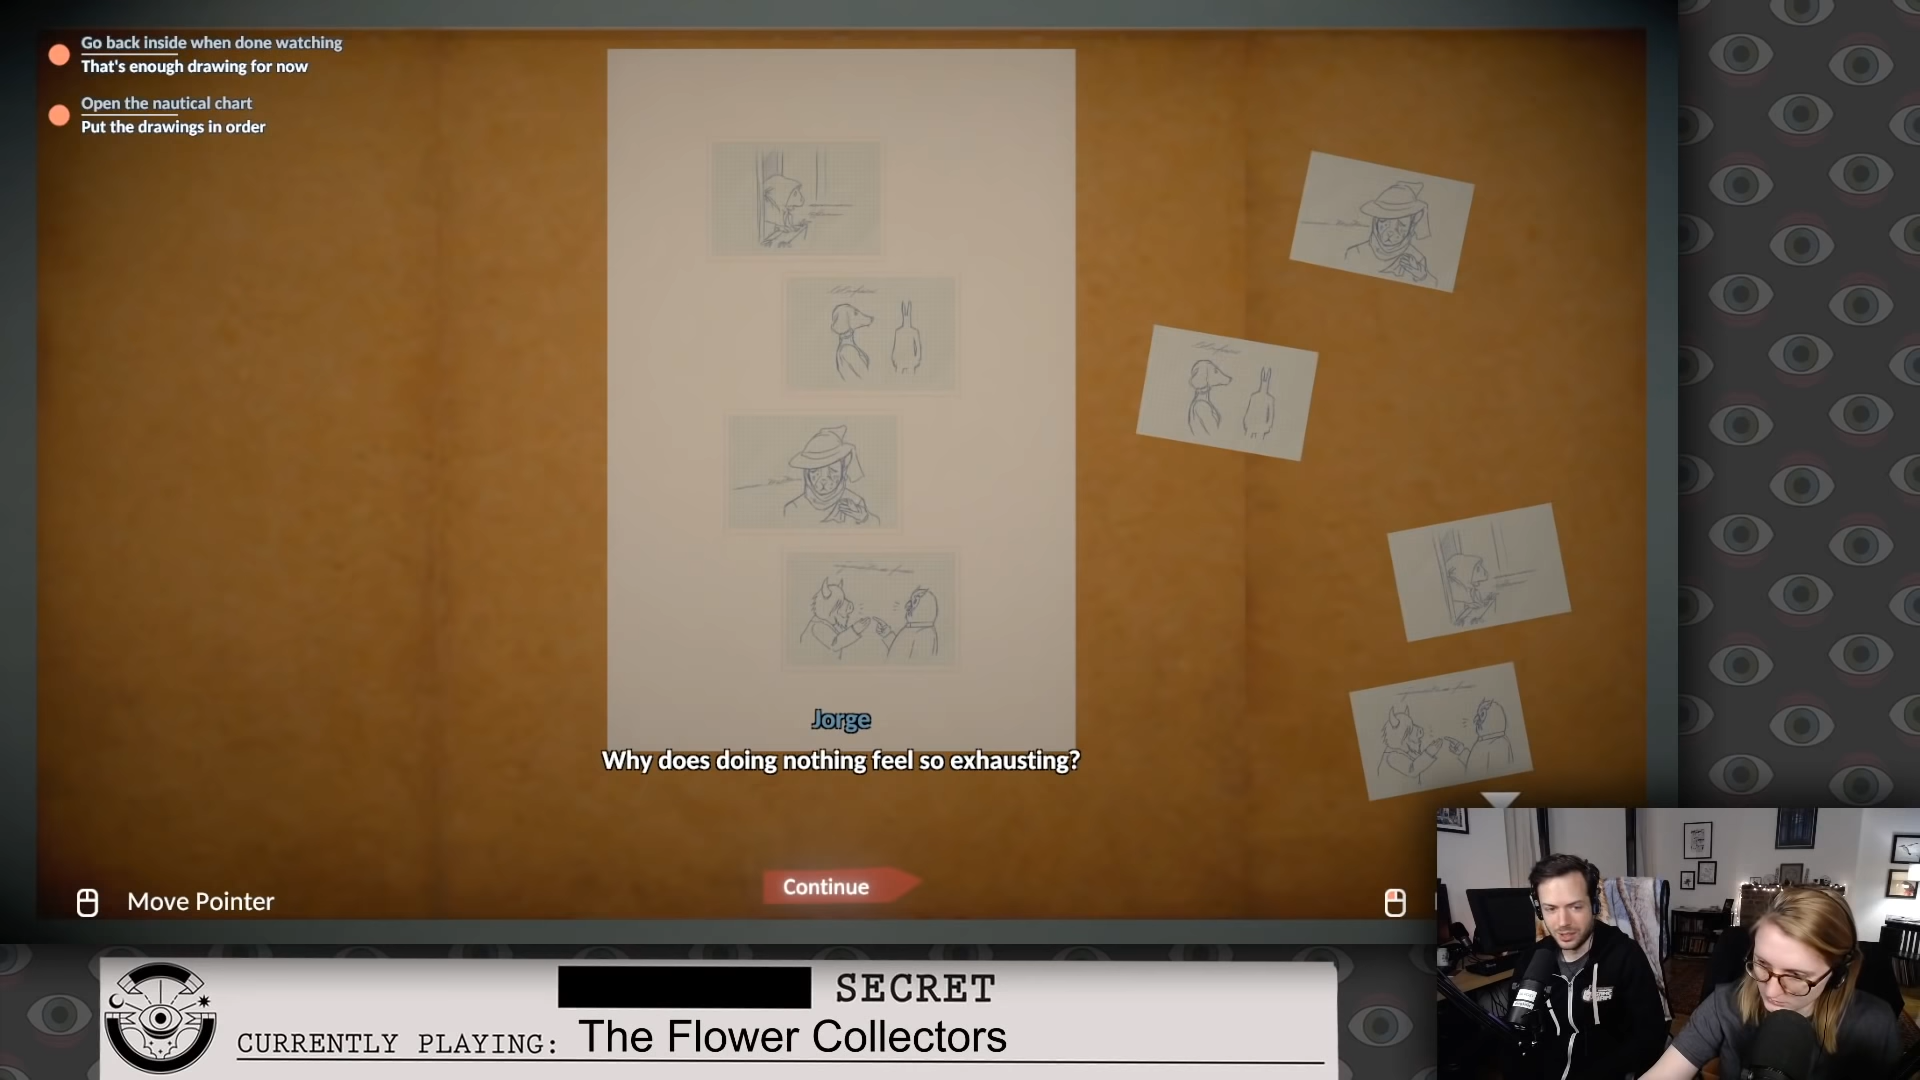 Go back inside when done watching
That's enough drawing for now
Open the nautical chart
Put the drawings in order
Jorge
Why does doing nothing feel so exhausting?
Continue
Move Pointer
SECRET
CURRENTLY PLAYING: The Flower Collectors